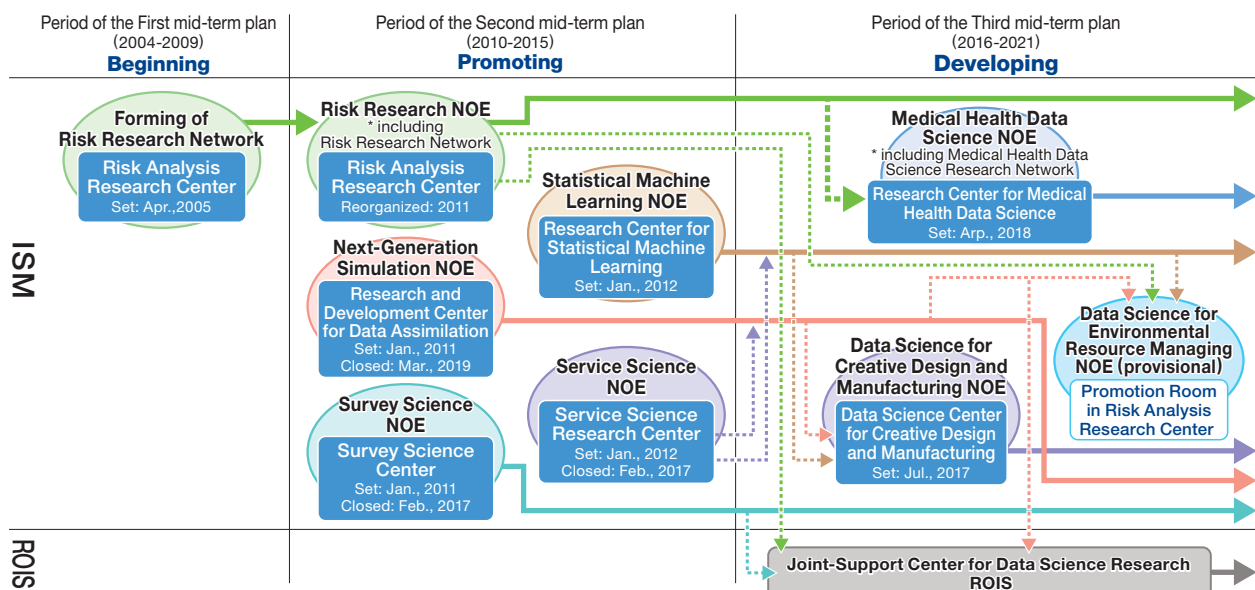 Period of the First mid-term plan
(2004-2009)
Beginning
Period of the Second mid-term plan
(2010-2015)
Promoting
Period of the Third mid-term plan
(2016-2021)
Developing
ISM
Forming of
Risk Research Network
Risk Analysis
Research Center
Set: Apr.,2005
Risk Research NOE
* including
Risk Research Network
Risk Analysis
Research Center
Reorganized: 2011
Statistical Machine
Learning NOE
Research Center for
Statistical Machine
Learning
Set: Jan., 2012
Next-Generation
Simulation NOE
Research and
Development Center
for Data Assimilation
Set: Jan., 2011
Closed: Mar., 2019
Service Science
NOE
Service Science
Research Center
Set: Jan., 2012
Closed: Feb., 2017
Survey Science
NOE
Survey Science
Center
Set: Jan., 2011
Closed: Feb., 2017
Medical Health Data
Science NOE
* including Medical Health Data
Science Research Network
Research Center for Medical
Health Data Science
Set: Arp., 2018
Data Science for
Creative Design and
Manufacturing NOE
Data Science Center
for Creative Design
and Manufacturing
Set: Jul., 2017
Data Science for
Environmental
Resource Managing
NOE (provisional)
Promotion Room
in Risk Analysis
Research Center
ROIS
Joint-Support Center for Data Science Research
ROIS